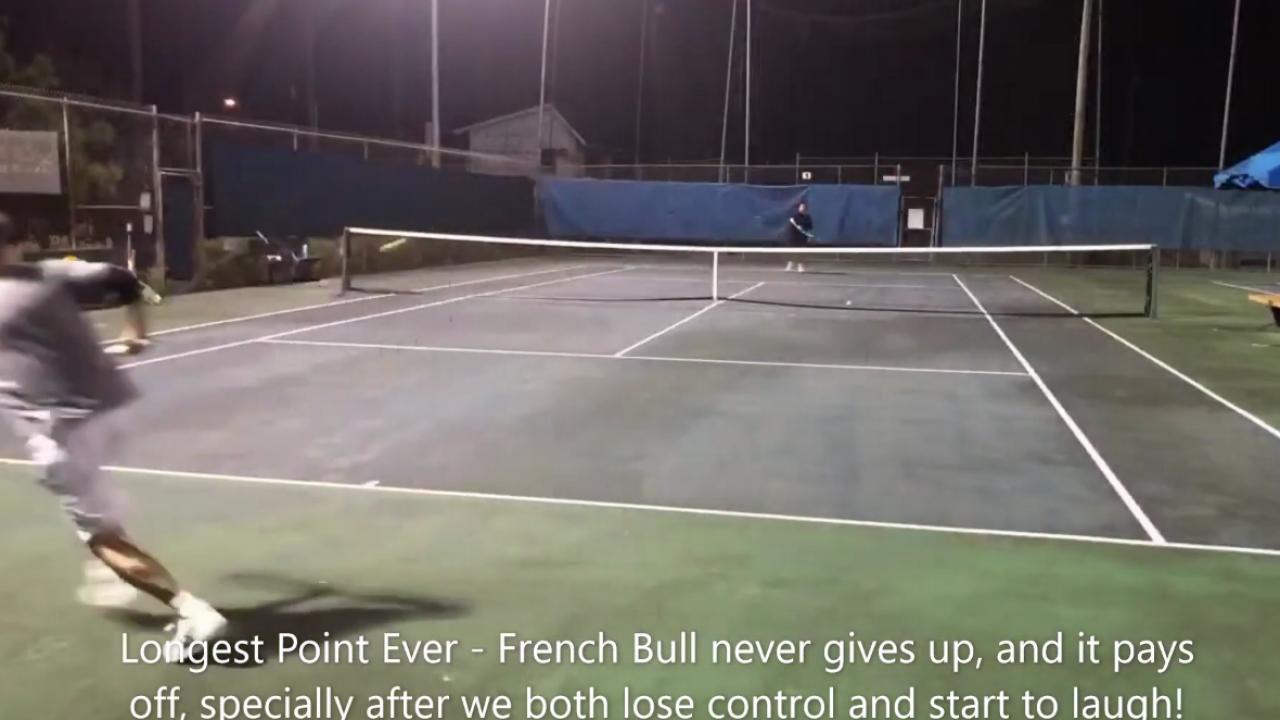 Longest Point Ever - French Bull never gives up, and it pays
off, specially after we both lose control and start to laugh!